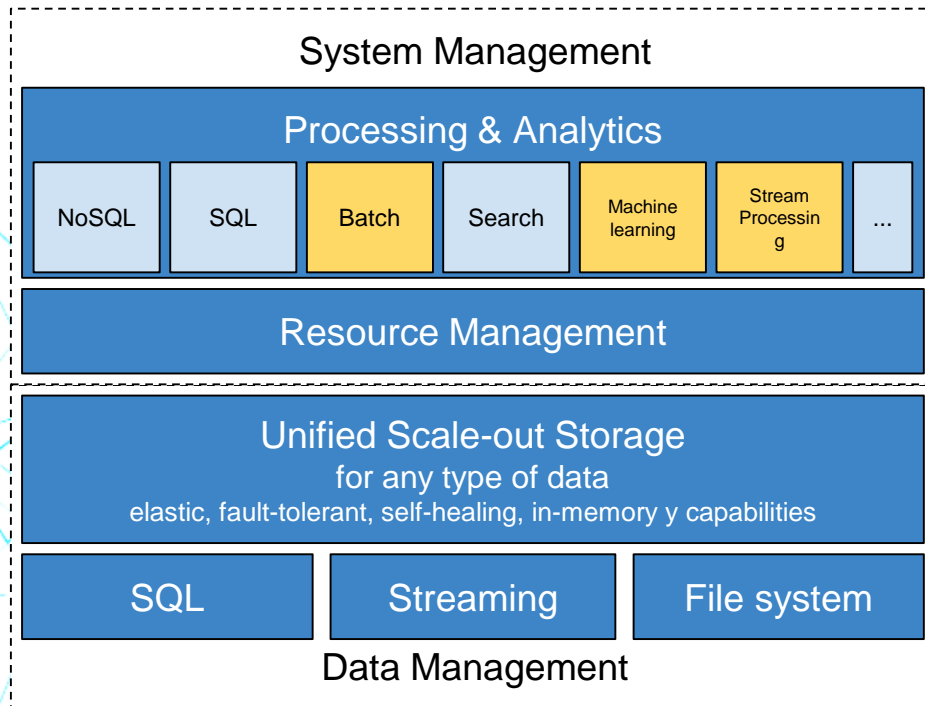 System Management
Processing & Analytics
NoSQL
SQL
Batch
Search
Machine
learning
Stream
Processin
g
...
Resource Management
Unified Scale-out Storage
for any type of data
elastic, fault-tolerant, self-healing, in-memory y capabilities
SQL
Streaming
File system
Data Management